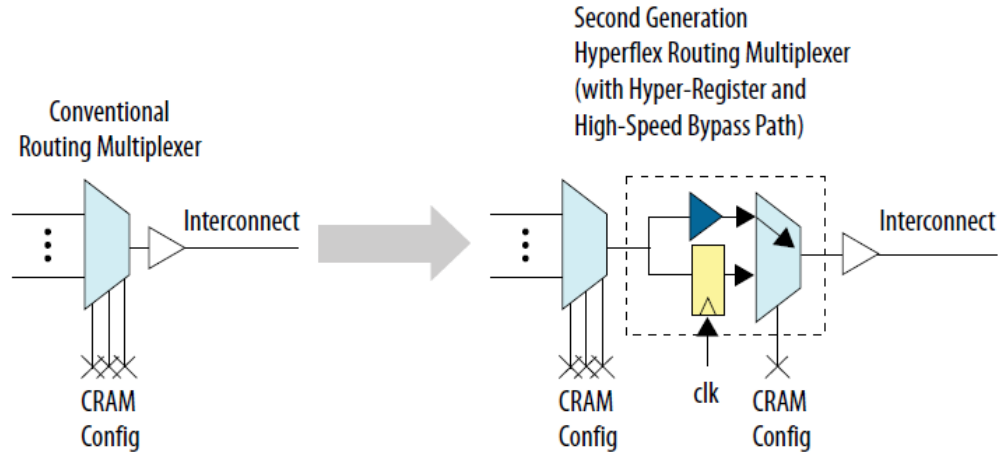 Conventional
Routing Multiplexer
Interconnect
CRAM
Config
Second Generation
Hyperflex Routing Multiplexer
(with Hyper-Register and
High-Speed Bypass Path)
Interconnect
CRAM
Config
clk
CRAM
Config